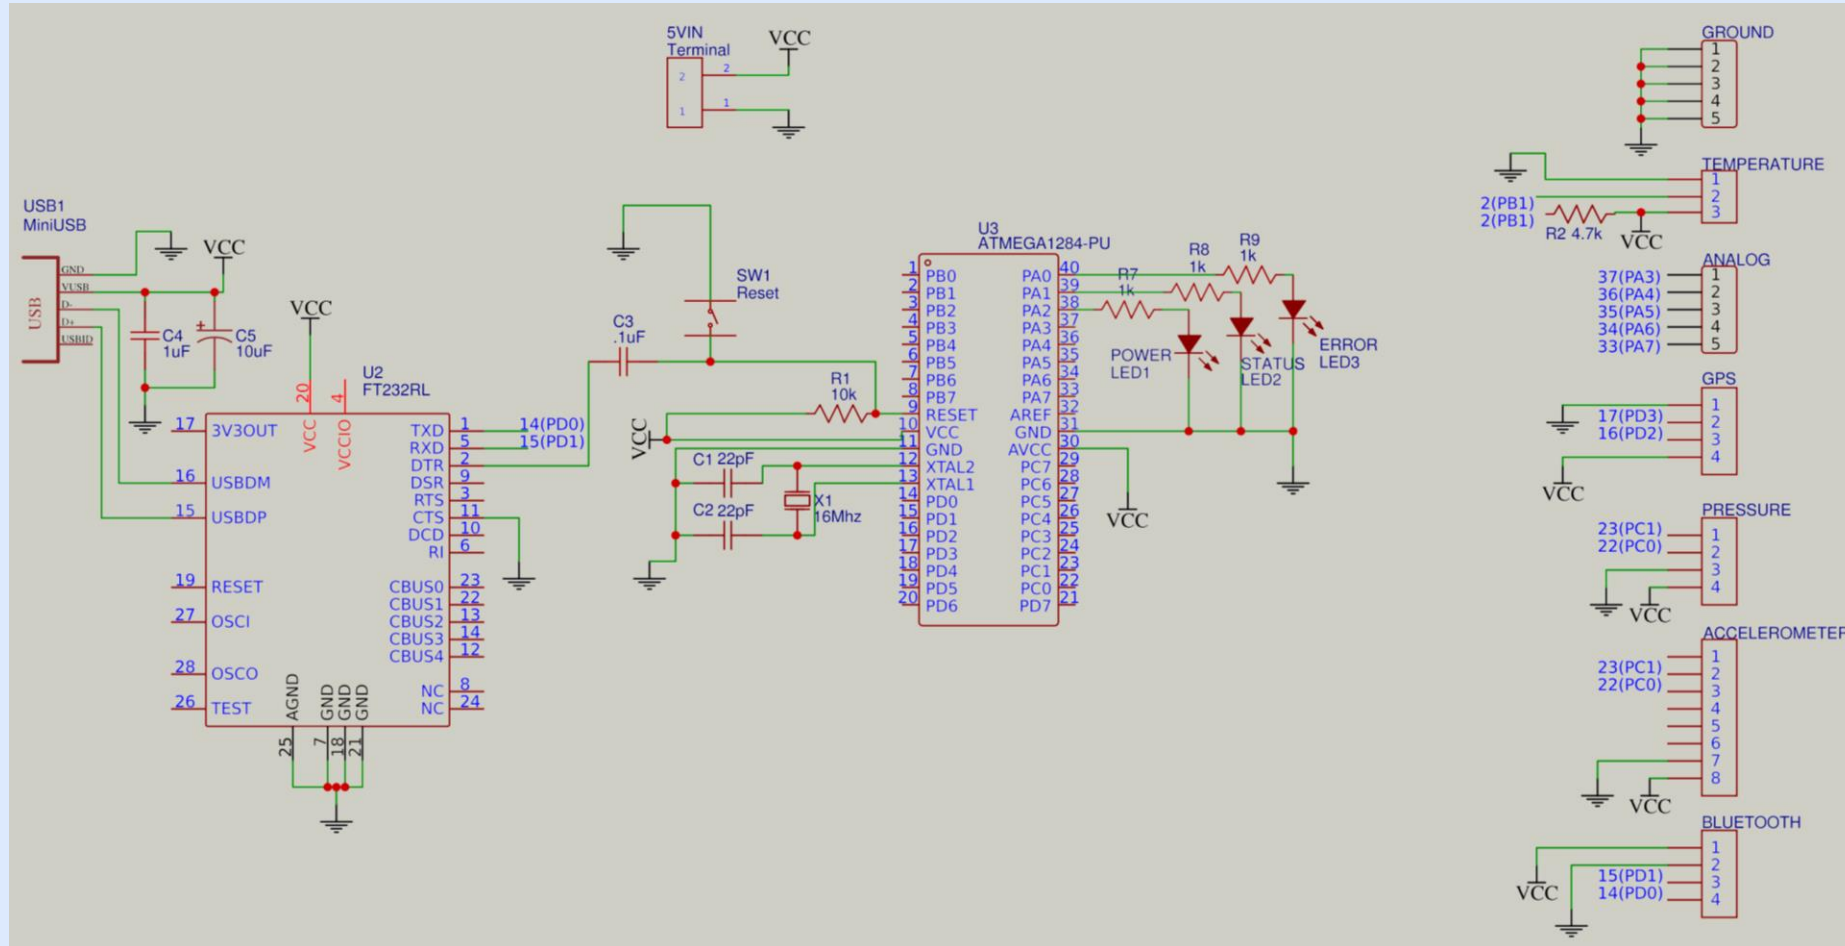 5VIN
Terminal
VCC
2
2
1
1
USB1
MiniUSB
USB
GND
VUSB
D-
D+
USBID
VCC
C4
1uF
+
C5
10uF
VCC
U2
FT232RL
20
4
VCC
VCCIO
17
3V3OUT
16
USBDM
15
USBDP
19
RESET
27
OSCI
28
OSCO
26
TEST
TXD
1
14(PD0)
RXD
5
15(PD1)
DTR
2
DSR
9
RTS
3
CTS
11
DCD
10
RI
6
CBUS0
23
CBUS1
22
CBUS2
13
CBUS3
14
CBUS4
12
NC
8
NC
24
AGND
GND
GND
GND
25
7
18
21
C3
.1uF
SW1
Reset
R1
10k
VCC
C1 22pF
C2 22pF
X1
16Mhz
U3
ATMEGA1284-PU
1
PB0
PA0
40
2
PB1
PA1
39
3
PB2
PA2
38
4
PB3
PA3
37
5
PB4
PA4
36
6
PB5
PA5
35
7
PB6
PA6
34
8
PB7
PA7
33
9
RESET
AREF
32
10
VCC
GND
31
11
GND
AVCC
30
12
XTAL2
PC7
29
13
XTAL1
PC6
28
14
PD0
PC5
27
15
PD1
PC4
26
16
PD2
PC3
25
17
PD3
PC2
24
18
PD4
PC1
23
19
PD5
PC0
22
20
PD6
PD7
21
R7
1k
R8
1k
R9
1k
POWER
LED1
STATUS
LED2
ERROR
LED3
VCC
GROUND
1
2
3
4
5
TEMPERATURE
1
2(PB1)
2
2(PB1)
3
R2 4.7k
VCC
ANALOG
37(PA3)
1
36(PA4)
2
35(PA5)
3
34(PA6)
4
33(PA7)
5
GPS
1
17(PD3)
2
16(PD2)
3
4
VCC
PRESSURE
23(PC1)
1
22(PC0)
2
3
4
VCC
ACCELEROMETER
1
23(PC1)
2
22(PC0)
3
4
5
6
7
8
VCC
BLUETOOTH
1
2
15(PD1)
3
14(PD0)
4
VCC